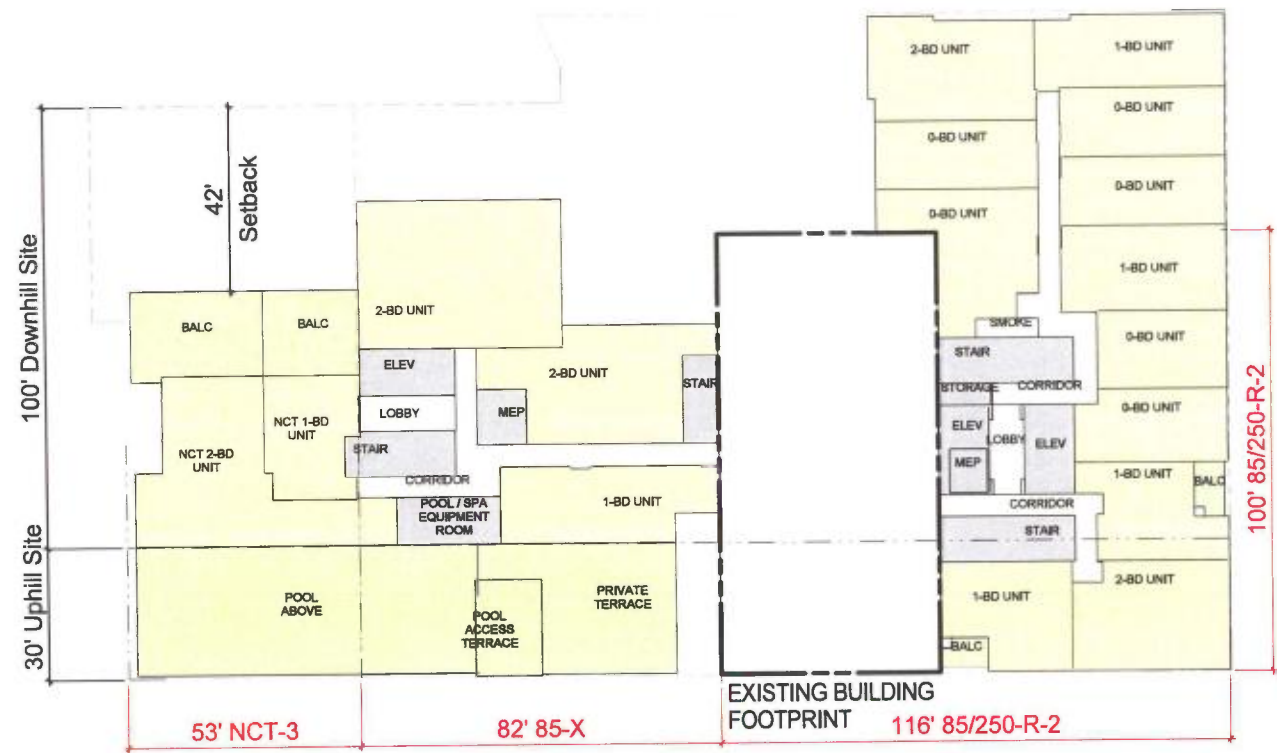 2-BD UNIT
1-BD UNIT
0-BD UNIT
0-BD UNIT
0-BD UNIT
0-BD UNIT
1-BD UNIT
42'
Setback
100' Downhill Site
BALC
BALC
2-BD UNIT
SMOKE
0-BD UNIT
STAIR
ELEV
2-BD UNIT
STAIR
STORAGE
CORRIDOR
0-BD UNIT
LOBBY
MEP
NCT 1-BD
UNIT
ELEV
LOBBY
ELEV
STAIR
NCT 2-BD
UNIT
MEP
1-BD UNIT
BALC
CORRIDOR
POOL / SPA
EQUIPMENT
ROOM
1-BD UNIT
CORRIDOR
STAIR
100' 85/250-R-2
30' Uphill Site
POOL
ABOVE
POOL
ACCESS
TERRACE
PRIVATE
TERRACE
1-BD UNIT
2-BD UNIT
BALC
EXISTING BUILDING
FOOTPRINT
53' NCT-3
82' 85-X
116' 85/250-R-2